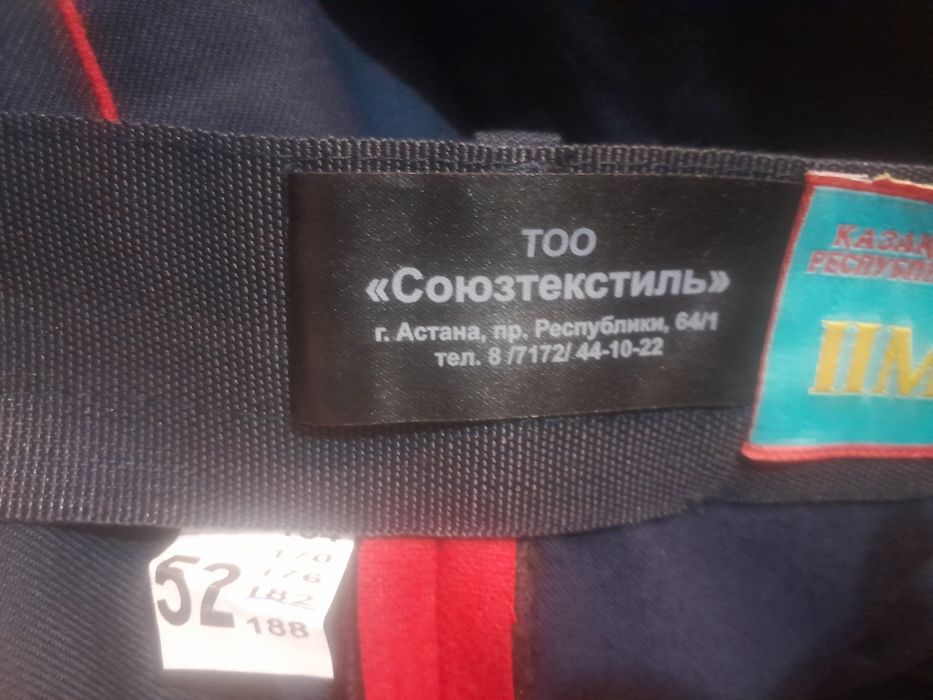 ТОО
«Союзтекстиль»
г. Астана, пр. Республики, 64/1
тел. 8 /7172/ 44-10-22
ІІМ
52
170
176
182
188